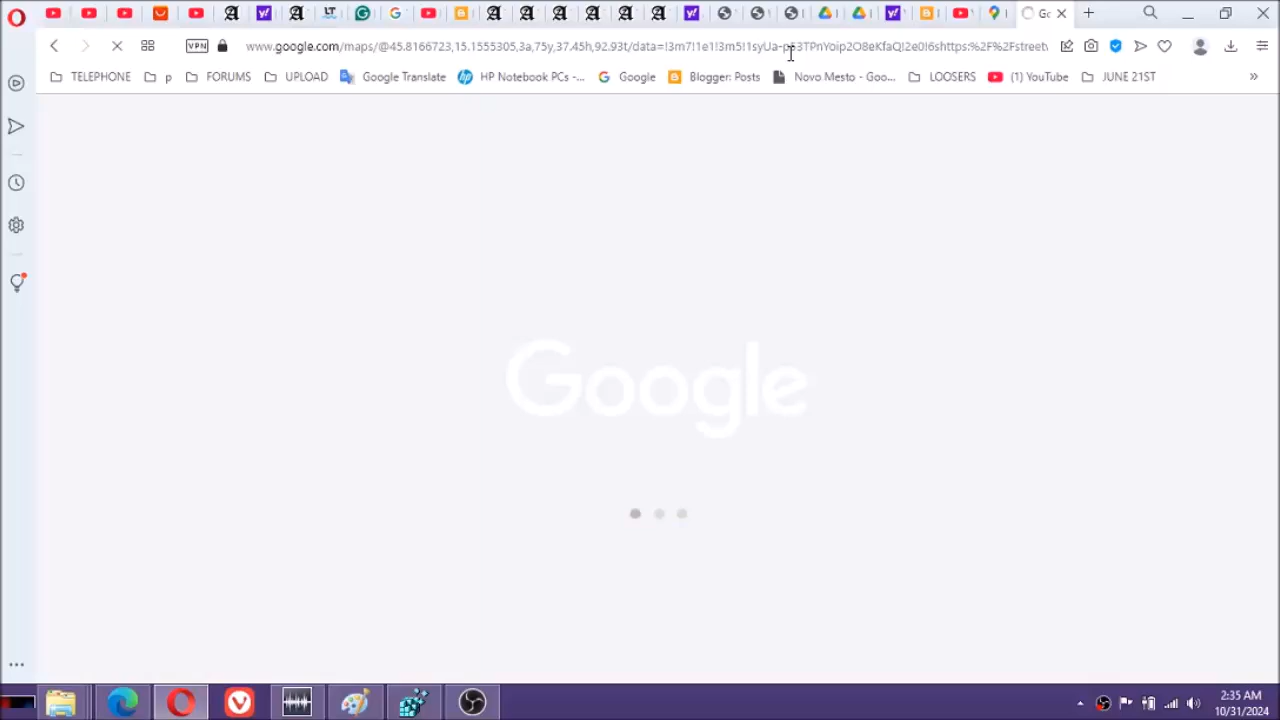 Gc
VPN
www.google.com/maps/@45.8166723,15.1555305,3a,75y,37.45h,92.93t/data=!3m7!1e1!3m5!1syUa-p
TELEPHONE p FORUMS UPLOAD Google Translate HP Notebook PCs -... Google Blogger: Posts Novo Mesto - Goo... LOOSERS (1) YouTube JUNE 21ST »
Google
2:35 AM
10/31/2024